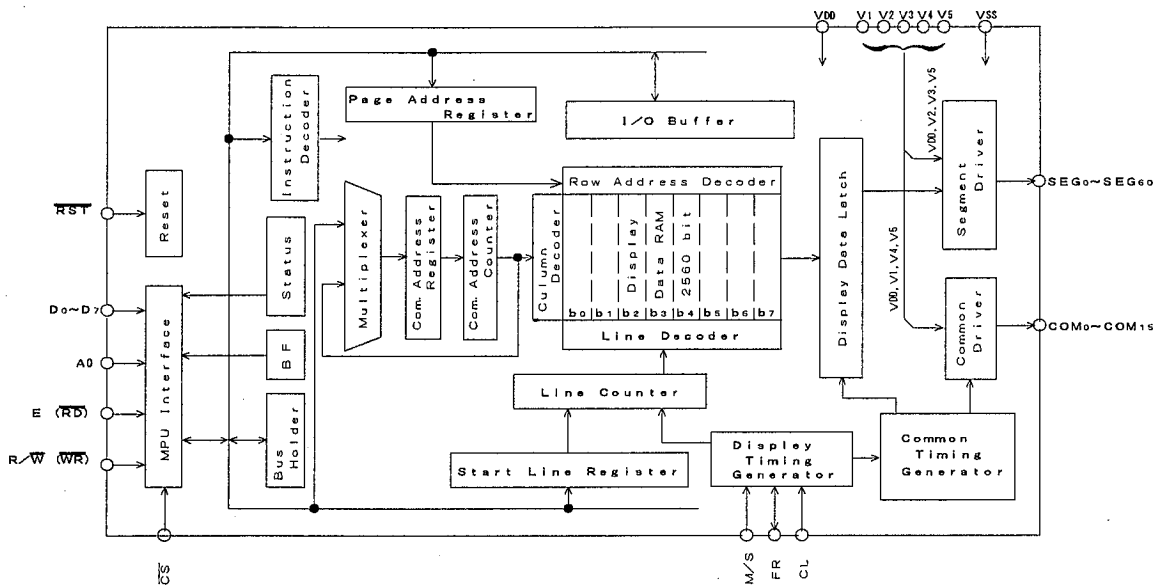 VDD
V1 V2 V3 V4 V5
VSS
Instruction
Decoder
Page Address
Register
I/O Buffer
VDD, V2, V3, V5
Segment
Driver
SEG0~SEG60
RST
Reset
Multiplexer
Com. Address
Register
Com. Address
Counter
Culumn
Decoder
Row Address Decoder
Display
Data RAM
2560 bit
b0 b1 b2 b3 b4 b5 b6 b7
Line Decoder
Display Data Latch
VDD, V1, V4, V5
Common
Driver
COM0~COM15
D0~D7
A0
E (RD)
R/W (WR)
MPU Interface
Status
BF
Bus
Holder
Line Counter
Start Line Register
Display
Timing
Generator
Common
Timing
Generator
CS
M/S
FR
CL